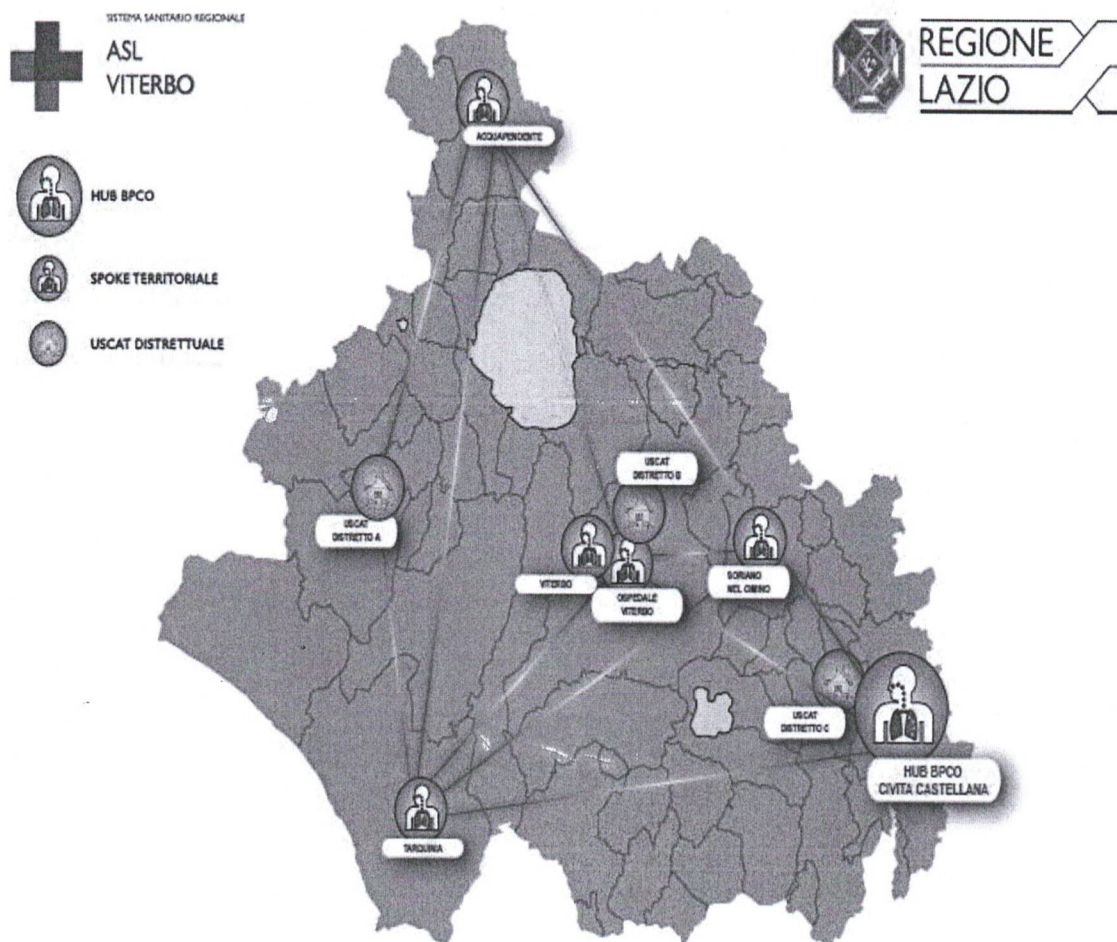 SISTEMA SANITARIO REGIONALE
ASL
VITERBO
REGIONE
LAZIO
HUB BPCO
SPOKE TERRITORIALE
USCAT DISTRETTUALE
ACQUAPENDENTE
USCAT
DISTRETTO A
USCAT
DISTRETTO B
VITERBO
OSPEDALE
VITERBO
SORIANO
NEL CIMINO
USCAT
DISTRETTO C
HUB BPCO
CIVITA CASTELLANA
TARQUINIA